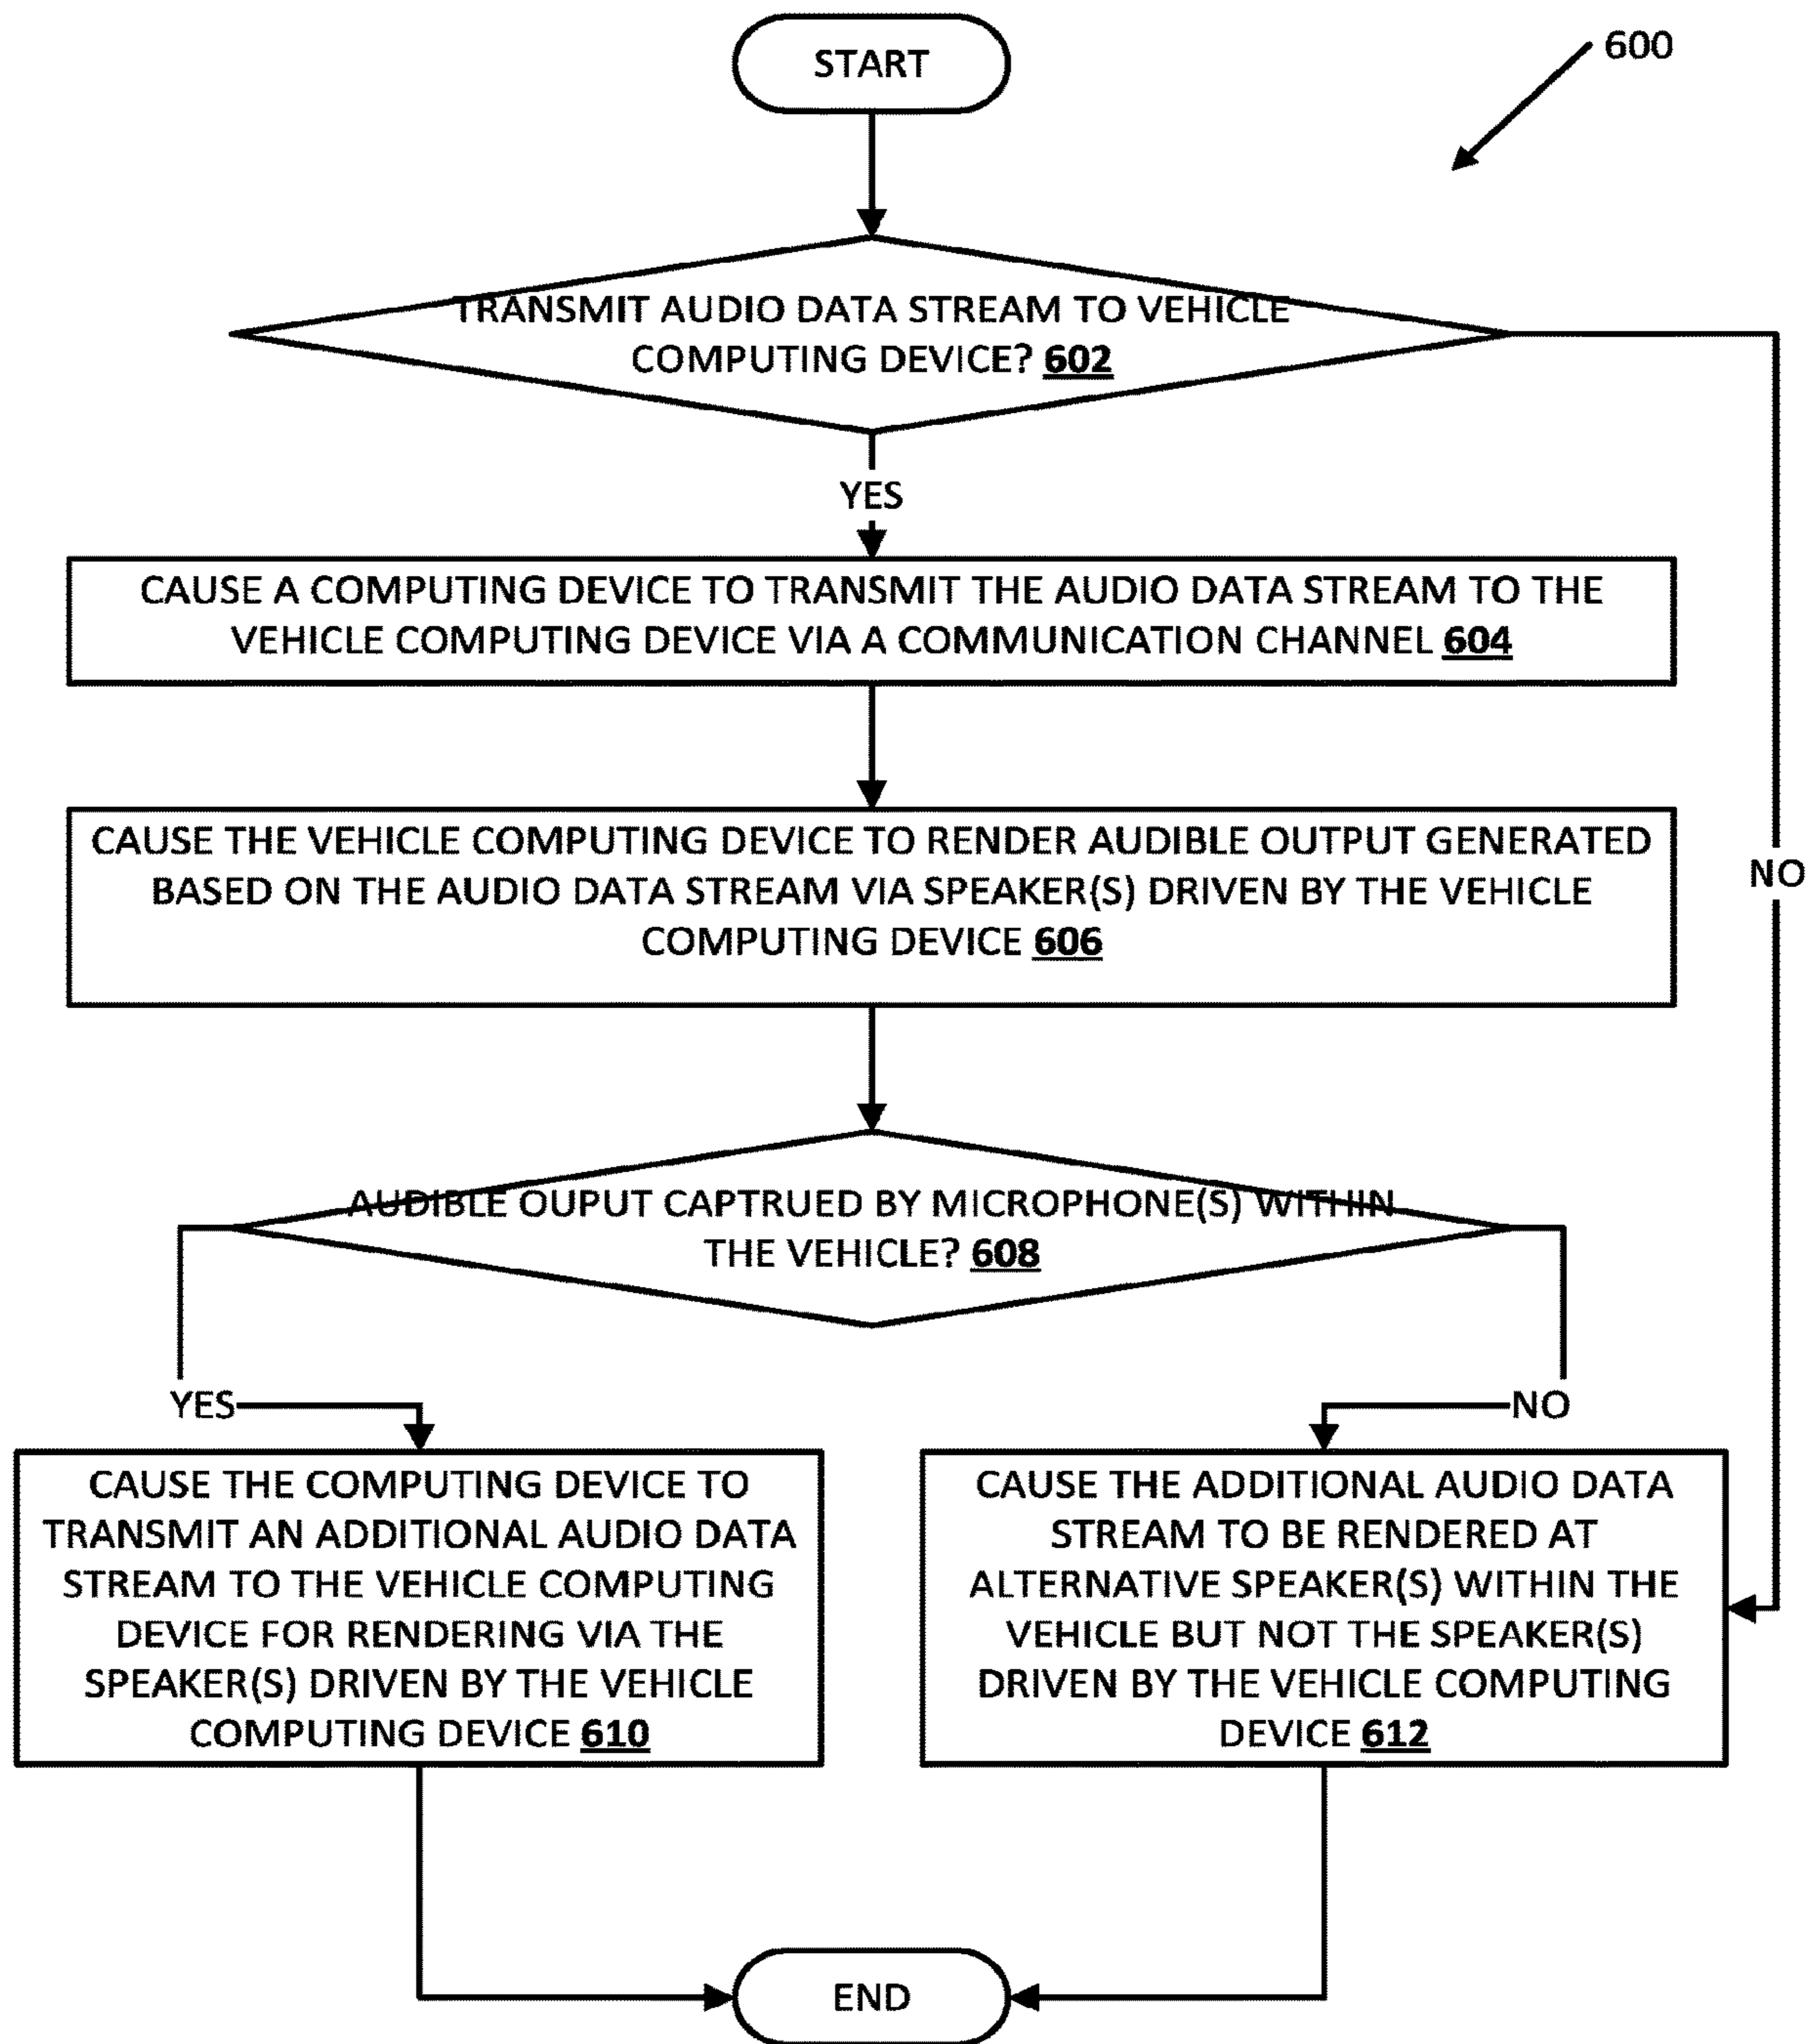 START
600
TRANSMIT AUDIO DATA STREAM TO VEHICLE
COMPUTING DEVICE? 602
YES
CAUSE A COMPUTING DEVICE TO TRANSMIT THE AUDIO DATA STREAM TO THE
VEHICLE COMPUTING DEVICE VIA A COMMUNICATION CHANNEL 604
CAUSE THE VEHICLE COMPUTING DEVICE TO RENDER AUDIBLE OUTPUT GENERATED
BASED ON THE AUDIO DATA STREAM VIA SPEAKER(S) DRIVEN BY THE VEHICLE
COMPUTING DEVICE 606
NO
AUDIBLE OUPUT CAPTRUED BY MICROPHONE(S) WITHIN
THE VEHICLE? 608
YES
NO
CAUSE THE COMPUTING DEVICE TO
TRANSMIT AN ADDITIONAL AUDIO DATA
STREAM TO THE VEHICLE COMPUTING
DEVICE FOR RENDERING VIA THE
SPEAKER(S) DRIVEN BY THE VEHICLE
COMPUTING DEVICE 610
CAUSE THE ADDITIONAL AUDIO DATA
STREAM TO BE RENDERED AT
ALTERNATIVE SPEAKER(S) WITHIN THE
VEHICLE BUT NOT THE SPEAKER(S)
DRIVEN BY THE VEHICLE COMPUTING
DEVICE 612
END